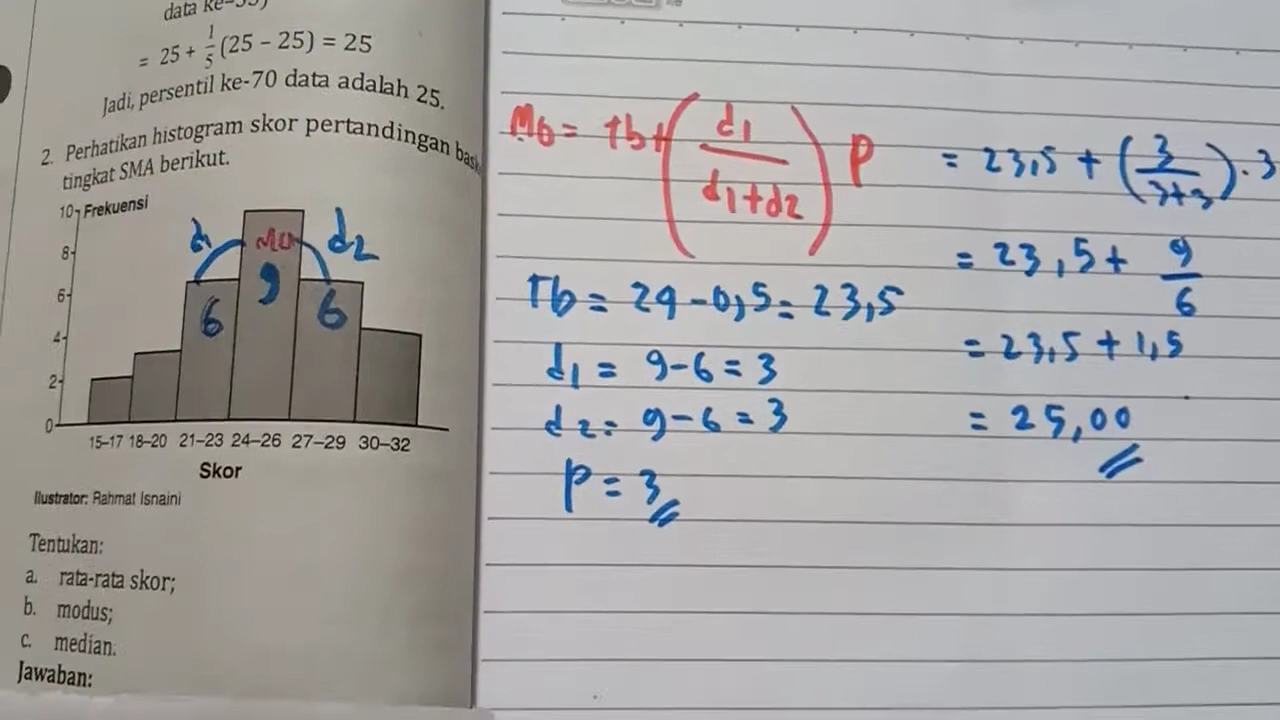 data ke-
= 25 + 1/5 (25 − 25) = 25
Jadi, persentil ke-70 data adalah 25.
2. Perhatikan histogram skor pertandingan bask
tingkat SMA berikut.
Frekuensi
10
8
6
4
2
0
d1 Mo d2
6 9 6
15–17 18–20 21–23 24–26 27–29 30–32
Skor
Ilustrator: Rahmat Isnaini
Tentukan:
a. rata-rata skor;
b. modus;
c. median.
Jawaban:
Mo = Tb + (d1/(d1+d2)) P
Tb = 24 - 0,5 = 23,5
d1 = 9-6 = 3
d2 = 9-6 = 3
P = 3
= 23,5 + (3/(3+3)) . 3
= 23,5 + 9/6
= 23,5 + 1,5
= 25,00